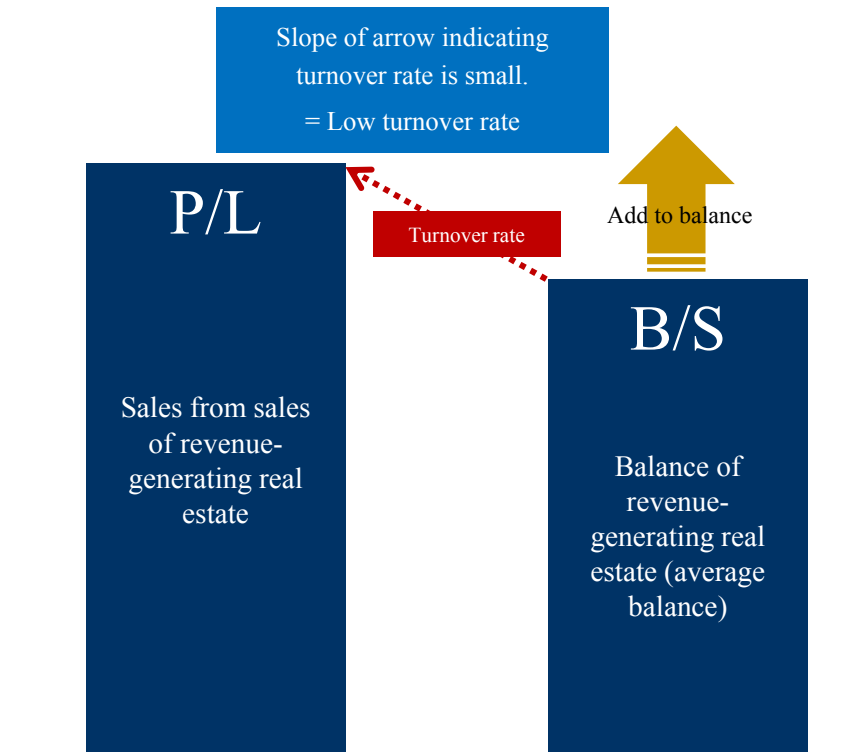 Slope of arrow indicating
turnover rate is small.
= Low turnover rate
P/L
Add to balance
Turnover rate
B/S
Sales from sales
of revenue-
generating real
estate
Balance of
revenue-
generating real
estate (average
balance)